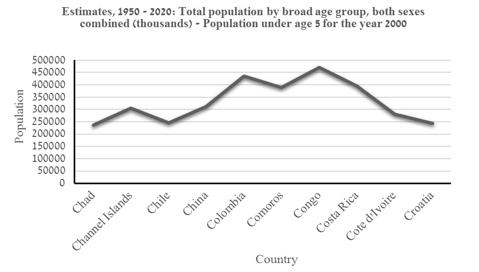 Estimates, 1950 - 2020: Total population by broad age group, both sexes
combined (thousands) - Population under age 5 for the year 2000
500000
450000
400000
350000
300000
250000
200000
150000
100000
50000
0
Population
Chad
Channel Islands
Chile
China
Colombia
Comoros
Congo
Costa Rica
Cote d'Ivoire
Croatia
Country